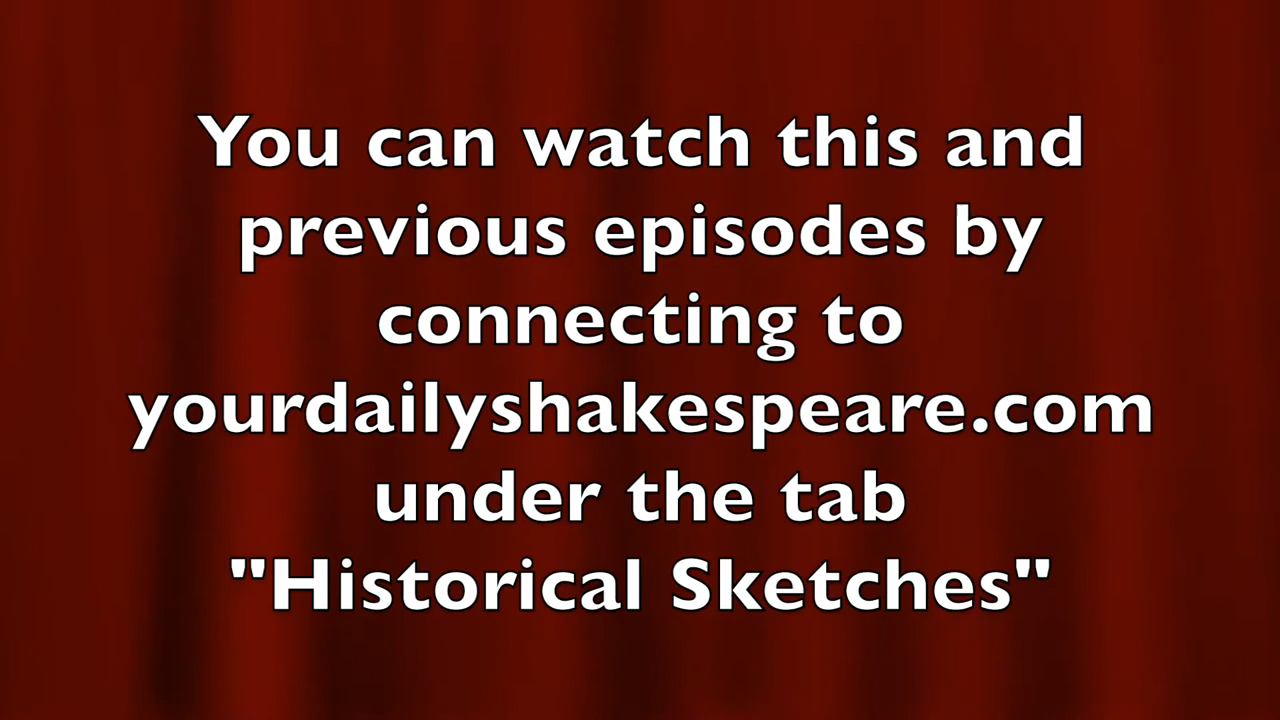 You can watch this and
previous episodes by
connecting to
yourdailyshakespeare.com
under the tab
"Historical Sketches"